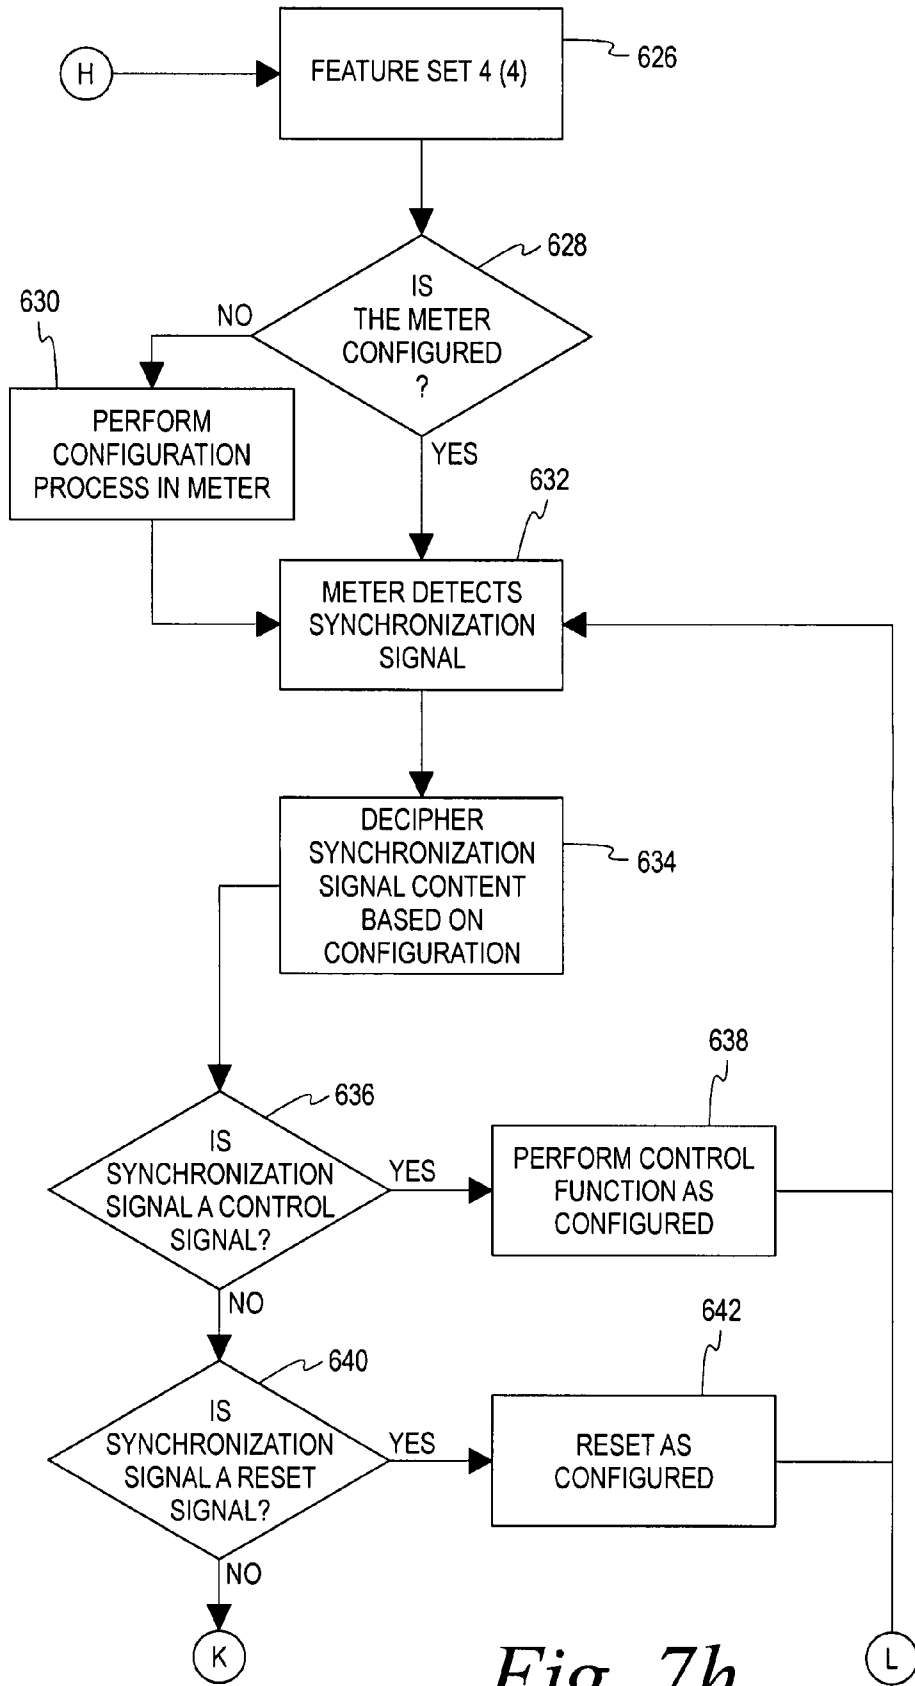 H
FEATURE SET 4 (4)
626
IS
THE METER
CONFIGURED
?
628
NO
630
PERFORM
CONFIGURATION
PROCESS IN METER
YES
632
METER DETECTS
SYNCHRONIZATION
SIGNAL
DECIPHER
SYNCHRONIZATION
SIGNAL CONTENT
BASED ON
CONFIGURATION
634
636
IS
SYNCHRONIZATION
SIGNAL A CONTROL
SIGNAL?
YES
638
PERFORM CONTROL
FUNCTION AS
CONFIGURED
NO
640
IS
SYNCHRONIZATION
SIGNAL A RESET
SIGNAL?
YES
642
RESET AS
CONFIGURED
NO
K
L
Fig. 7b